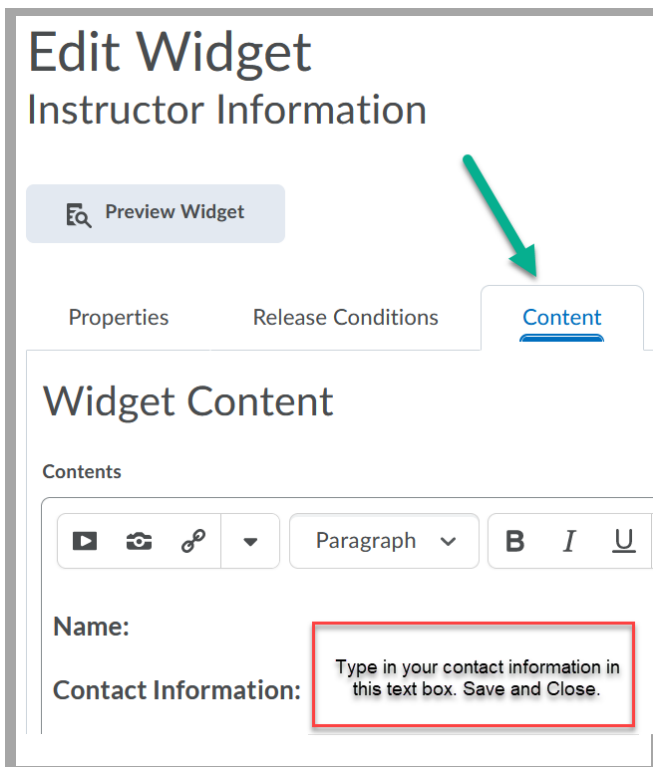 Edit Widget
Instructor Information
Preview Widget
Properties Release Conditions Content
Widget Content
Contents
Paragraph B I U
Name:
Contact Information:
Type in your contact information in
this text box. Save and Close.